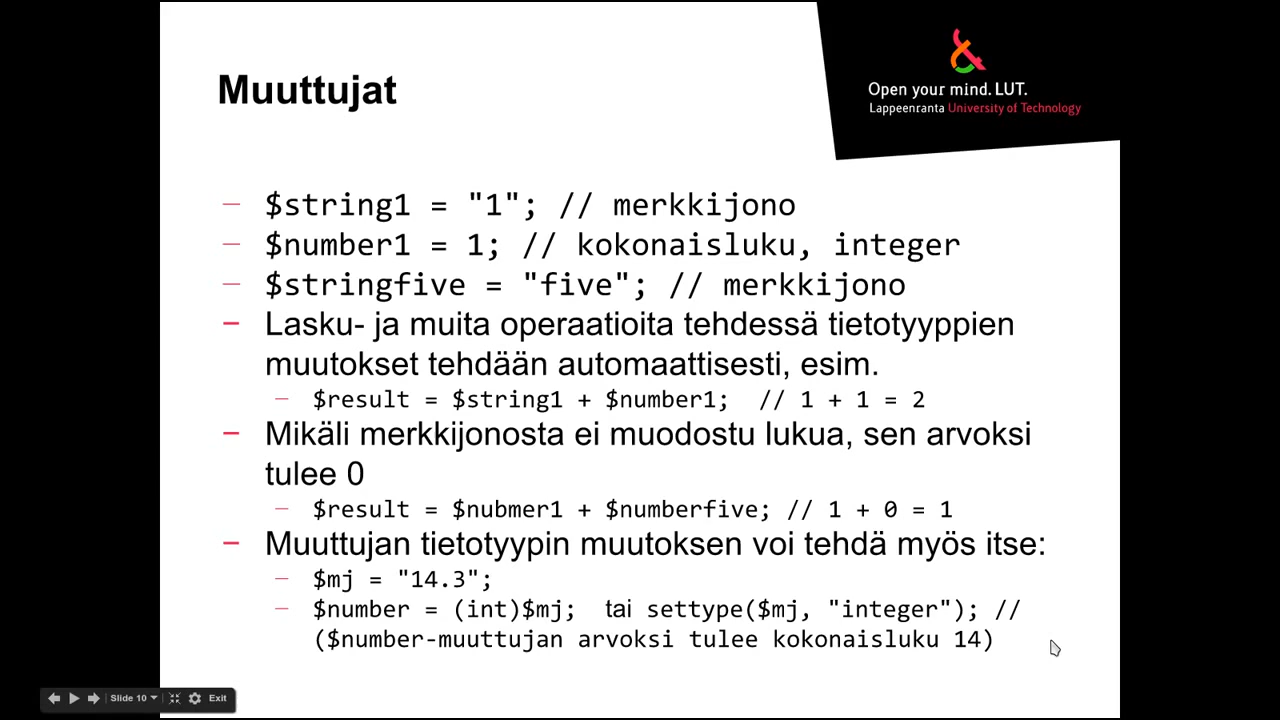 Muuttujat
Open your mind. LUT.
Lappeenranta University of Technology
– $string1 = "1"; // merkkijono
– $number1 = 1; // kokonaisluku, integer
– $stringfive = "five"; // merkkijono
– Lasku- ja muita operaatioita tehdessä tietotyyppien
muutokset tehdään automaattisesti, esim.
– $result = $string1 + $number1; // 1 + 1 = 2
– Mikäli merkkijonosta ei muodostu lukua, sen arvoksi
tulee 0
– $result = $nubmer1 + $numberfive; // 1 + 0 = 1
– Muuttujan tietotyypin muutoksen voi tehdä myös itse:
– $mj = "14.3";
– $number = (int)$mj; tai settype($mj, "integer"); //
($number-muuttujan arvoksi tulee kokonaisluku 14)
Slide 10 Exit